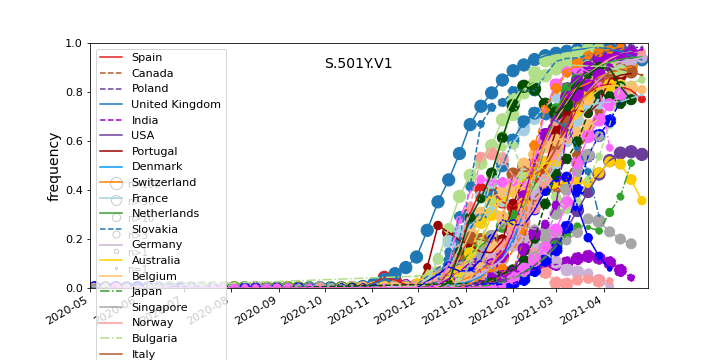 S.501Y.V1
frequency
1.0
0.8
0.6
0.4
0.2
0.0
Spain
Canada
Poland
United Kingdom
India
USA
Portugal
Denmark
Switzerland
France
Netherlands
Slovakia
Germany
Australia
Belgium
Japan
Singapore
Norway
Bulgaria
Italy
2020-05
2020-06
2020-08
2020-09
2020-10
2020-11
2020-12
2021-01
2021-02
2021-03
2021-04